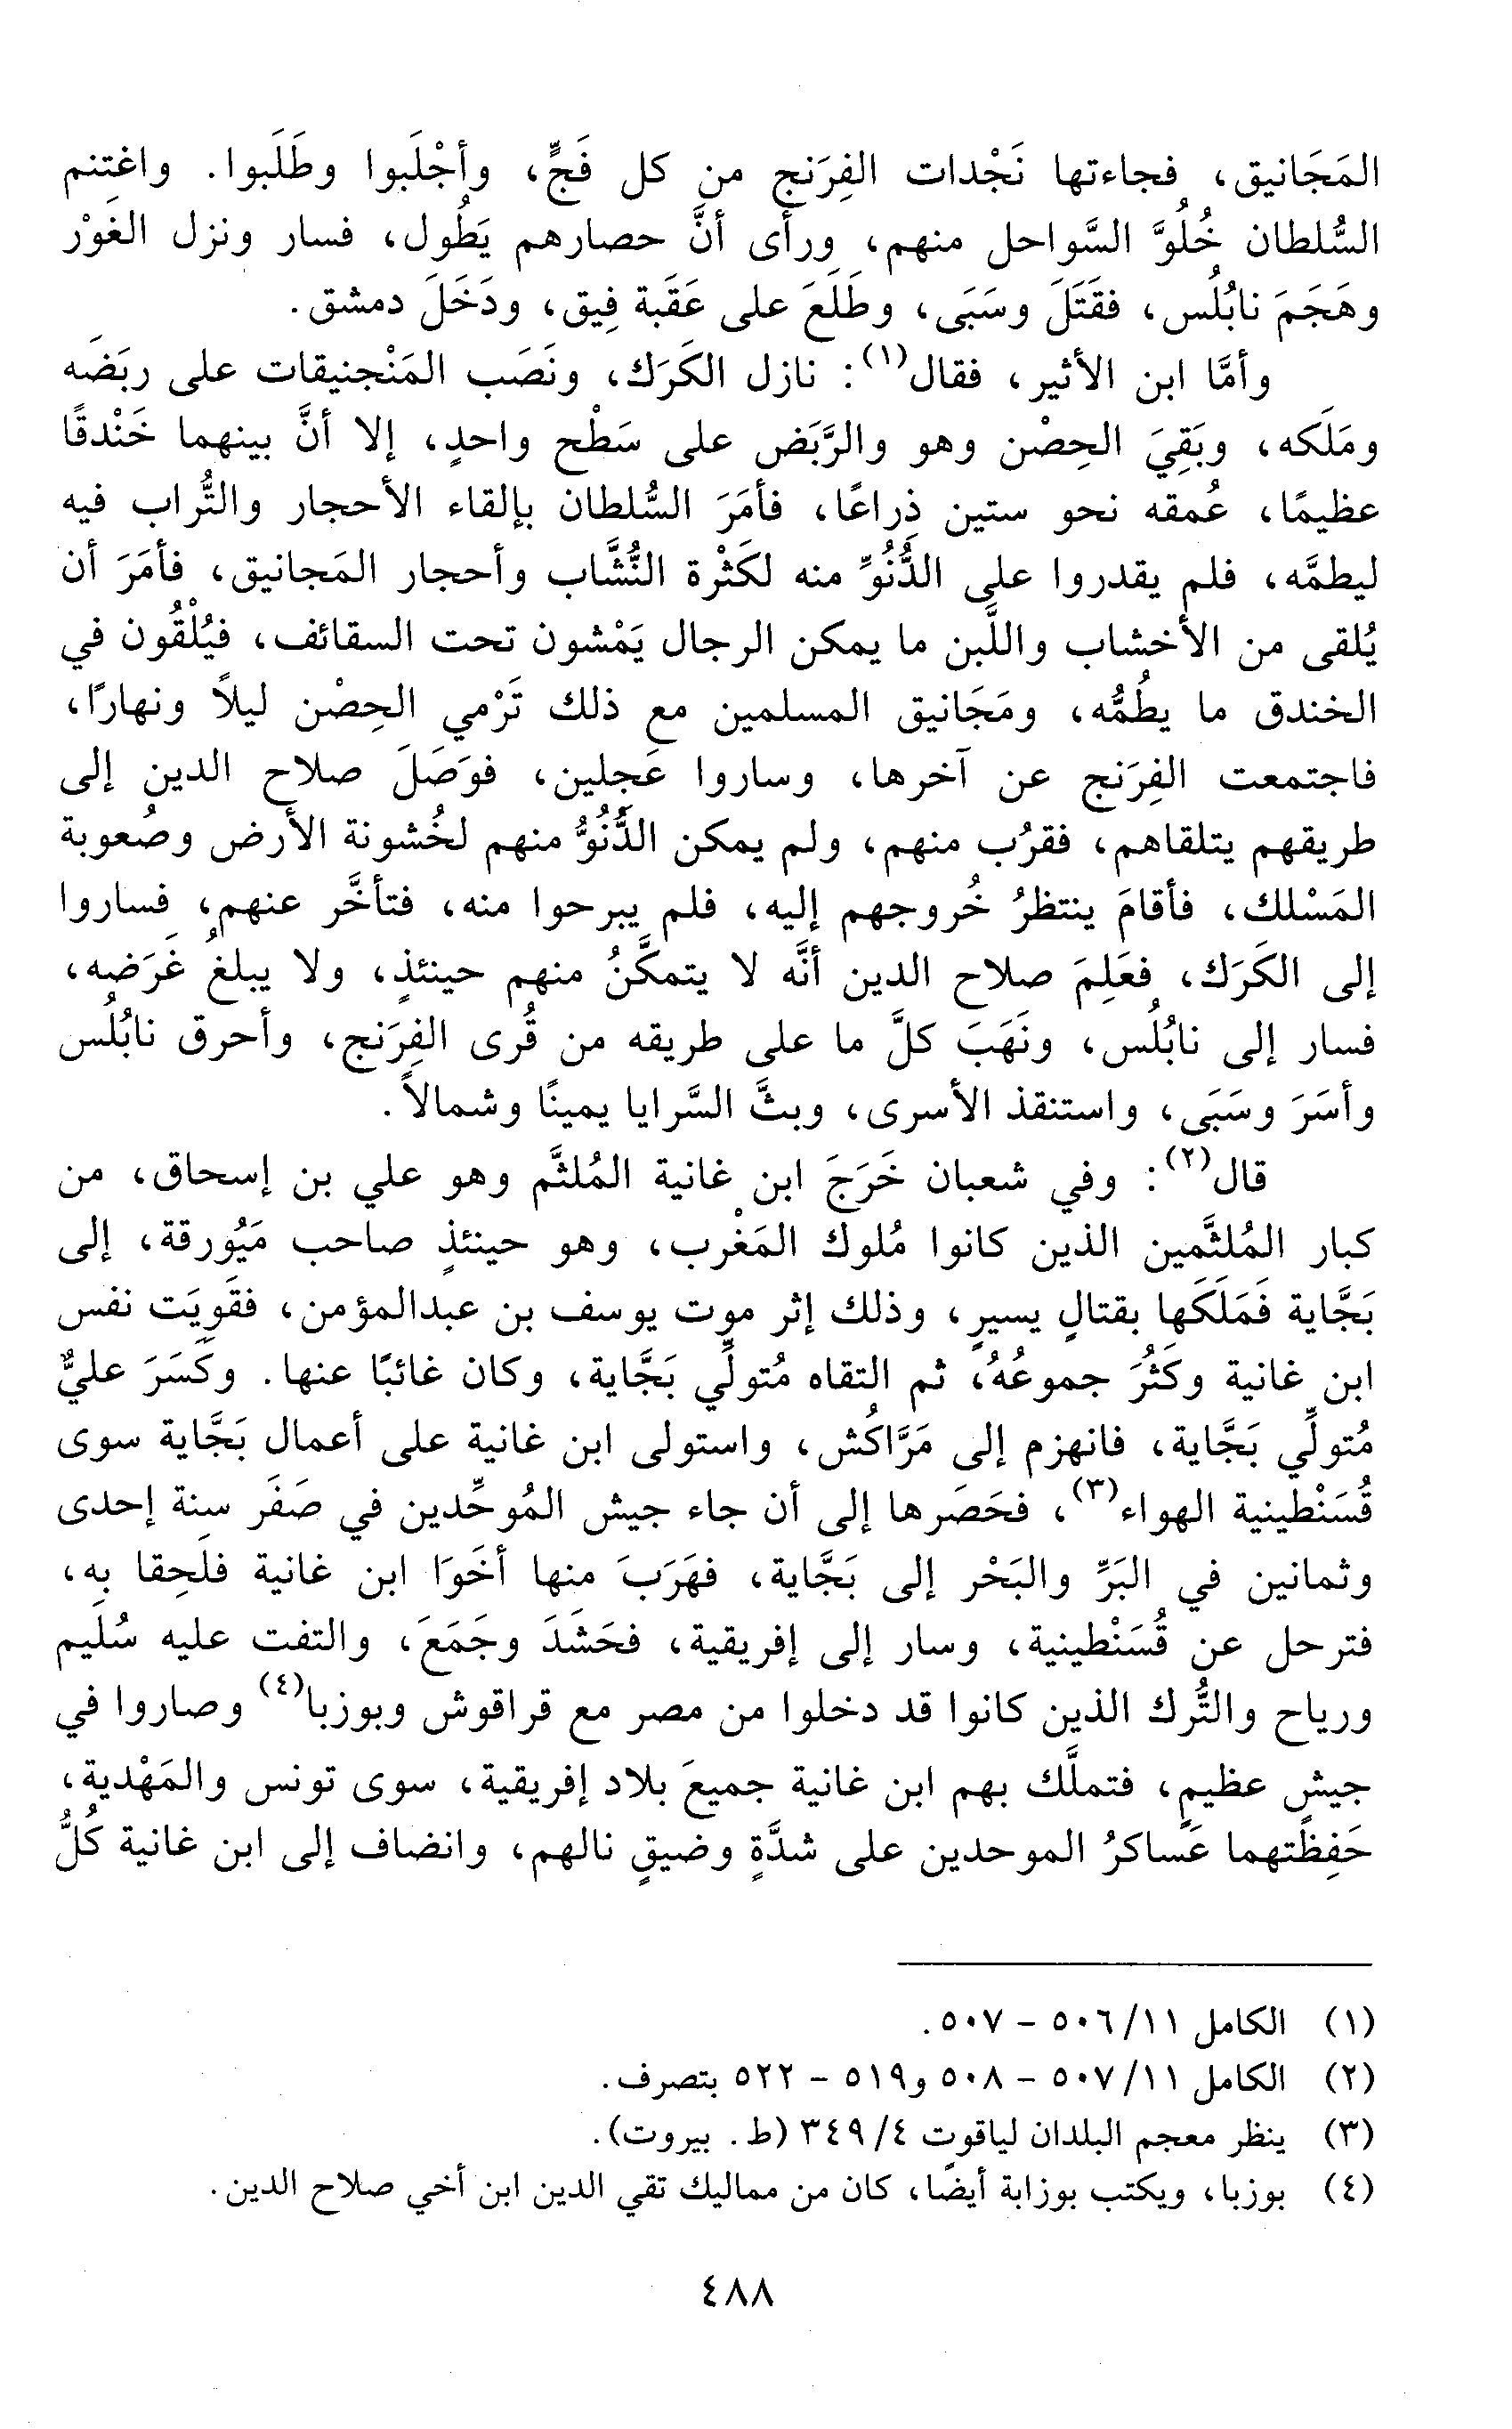 المَجَانيق، فجاءتها نَجْدات الفِرَنج من كل فَجٍّ، وأجْلَبوا وطَلَبوا. واغتنم
السُّلطان خُلُوَّ السَّواحل منهم، ورأى أنَّ حصارهم يَطُول، فسار ونزل الغَوْر
وهَجَمَ نابُلُس، فقَتَلَ وسَبَى، وطَلَعَ على عَقَبة فِيق، ودَخَلَ دمشق.
وأمَّا ابن الأثير، فقال(١): نازل الكَرَك، ونَصَب المَنْجنيقات على ربَضَه
ومَلَكه، وبَقِيَ الحِصْن وهو والرَّبَض على سَطْح واحدٍ، إلا أنَّ بينهما خَنْدقًا
عظيمًا، عُمقه نحو ستين ذِراعًا، فأمَرَ السُّلطان بإلقاء الأحجار والتُّراب فيه
ليطمَّه، فلم يقدروا على الدُّنُوِّ منه لكَثْرة النُّشَّاب وأحجار المَجانيق، فأمَرَ أن
يُلقى من الأخشاب واللَّبن ما يمكن الرجال يَمْشون تحت السقائف، فيُلْقُون في
الخندق ما يطُمُّه، ومَجَانيق المسلمين مع ذلك تَرْمي الحِصْن ليلاً ونهارًا،
فاجتمعت الفِرَنج عن آخرها، وساروا عَجِلين، فوَصَلَ صلاح الدين إلى
طريقهم يتلقاهم، فقرُب منهم، ولم يمكن الدُّنُوُّ منهم لخُشونة الأرض وصُعوبة
المَسْلك، فأقامَ ينتظرُ خُروجهم إليه، فلم يبرحوا منه، فتأخَّر عنهم، فساروا
إلى الكَرَك، فعَلِمَ صلاح الدين أنَّه لا يتمكَّنُ منهم حينئذٍ، ولا يبلغُ غَرَضه،
فسار إلى نابُلُس، ونَهَبَ كلَّ ما على طريقه من قُرى الفِرَنج، وأحرق نابُلُس
وأسَرَ وسَبَى، واستنقذ الأسرى، وبثَّ السَّرايا يمينًا وشمالاً.
قال(٢): وفي شعبان خَرَجَ ابن غانية المُلثَّم وهو علي بن إسحاق، من
كبار المُلثَّمين الذين كانوا مُلوك المَغْرب، وهو حينئذٍ صاحب مَيُورقة، إلى
بَجَّاية فَمَلَكَها بقتالٍ يسيرٍ، وذلك إثر موت يوسف بن عبدالمؤمن، فقَوِيَت نفس
ابن غانية وكَثُرَ جموعُهُ، ثم التقاه مُتولِّي بَجَّاية، وكان غائبًا عنها. وكَسَرَ عليٌّ
مُتولِّي بَجَّاية، فانهزم إلى مَرَّاكُش، واستولى ابن غانية على أعمال بَجَّاية سوى
قُسَنْطينية الهواء(٣)، فحَصَرها إلى أن جاء جيش المُوحِّدين في صَفَر سنة إحدى
وثمانين في البَرِّ والبَحْر إلى بَجَّاية، فهَرَبَ منها أخَوَا ابن غانية فلَحِقا بِه،
فترحل عن قُسَنْطينية، وسار إلى إفريقية، فحَشَدَ وجَمَعَ، والتفت عليه سُلَيم
ورياح والتُّرك الذين كانوا قد دخلوا من مصر مع قراقوش وبوزبا(٤) وصاروا في
جيشٍ عظيمٍ، فتملَّك بهم ابن غانية جميعَ بلاد إفريقية، سوى تونس والمَهْدية،
حَفِظَتهما عَساكرُ الموحدين على شدَّةٍ وضيقٍ نالهم، وانضاف إلى ابن غانية كُلُّ
(١) الكامل ١١/ ٥٠٦ - ٥٠٧.
(٢) الكامل ١١/ ٥٠٧ - ٥٠٨ و٥١٩ - ٥٢٢ بتصرف.
(٣) ينظر معجم البلدان لياقوت ٤/ ٣٤٩ (ط. بيروت).
(٤) بوزبا، ويكتب بوزابة أيضًا، كان من مماليك تقي الدين ابن أخي صلاح الدين.
٤٨٨